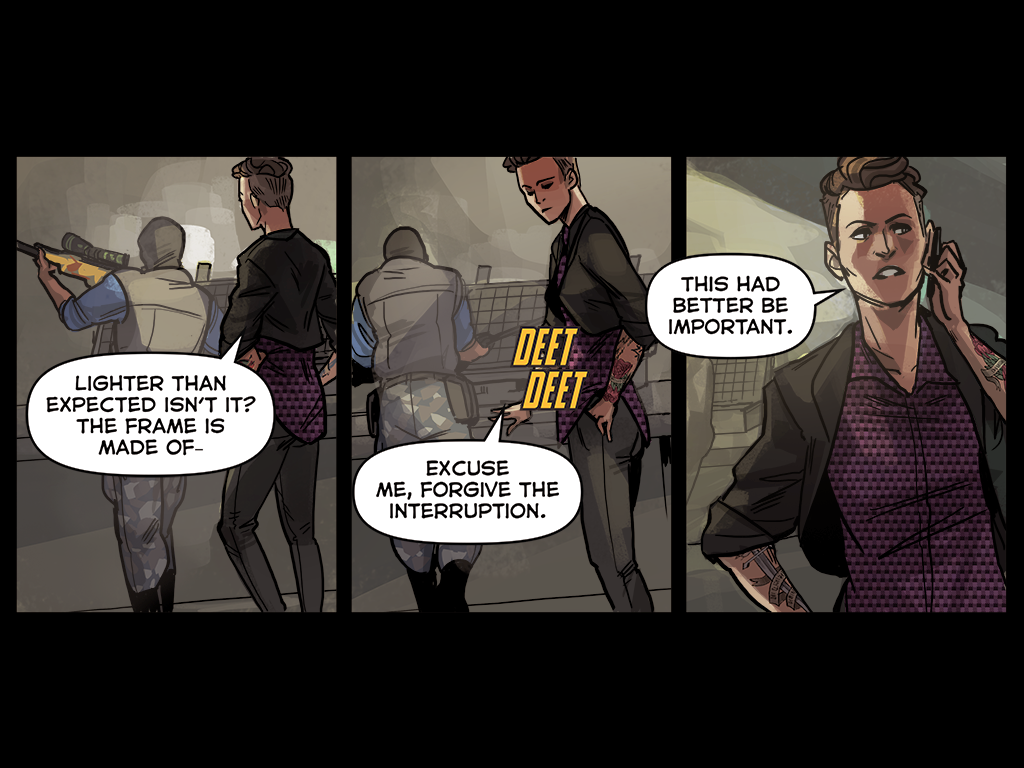 LIGHTER THAN
EXPECTED ISN'T IT?
THE FRAME IS
MADE OF-
DEET
DEET
EXCUSE
ME, FORGIVE THE
INTERRUPTION.
THIS HAD
BETTER BE
IMPORTANT.